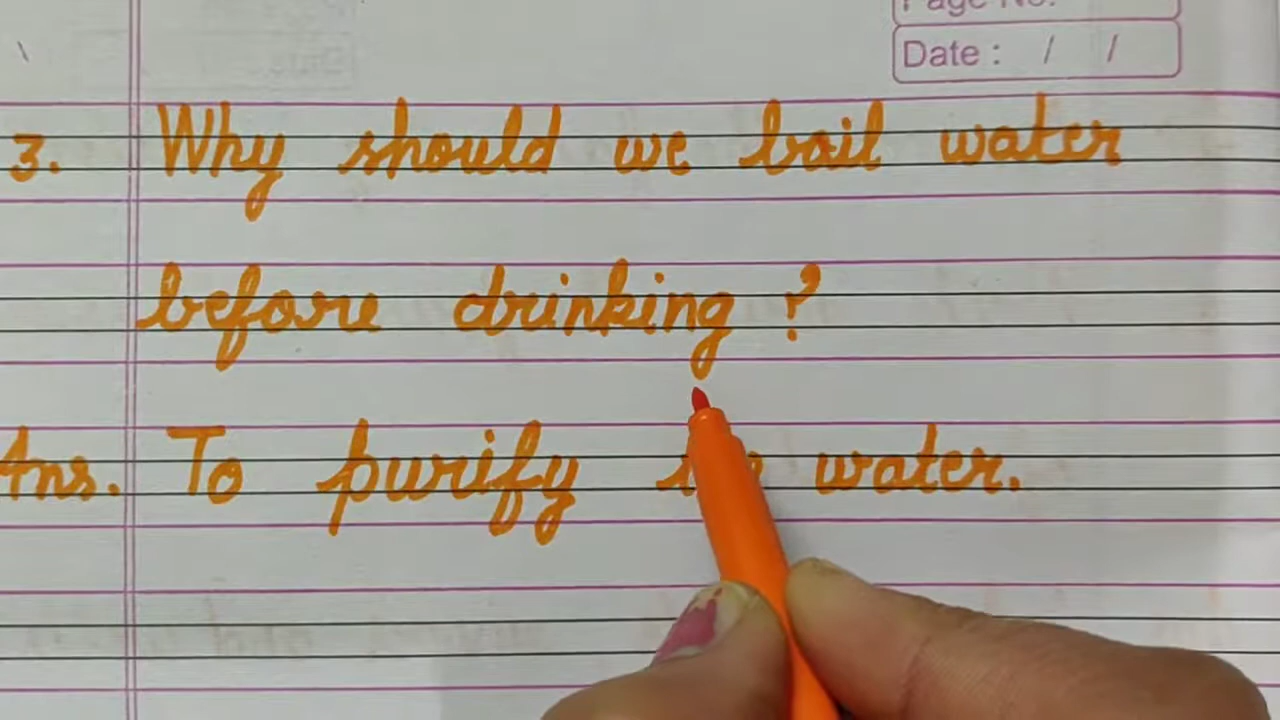 Page No.
Date : / /
3. Why should we boil water
before drinking ?
Ans. To purify water.